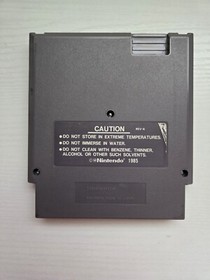 CAUTION
REV-A
●DO NOT STORE IN EXTREME TEMPERATURES.
●DO NOT IMMERSE IN WATER.
●DO NOT CLEAN WITH BENZENE, THINNER,
ALCOHOL OR OTHER SUCH SOLVENTS.
©Nintendo 1985